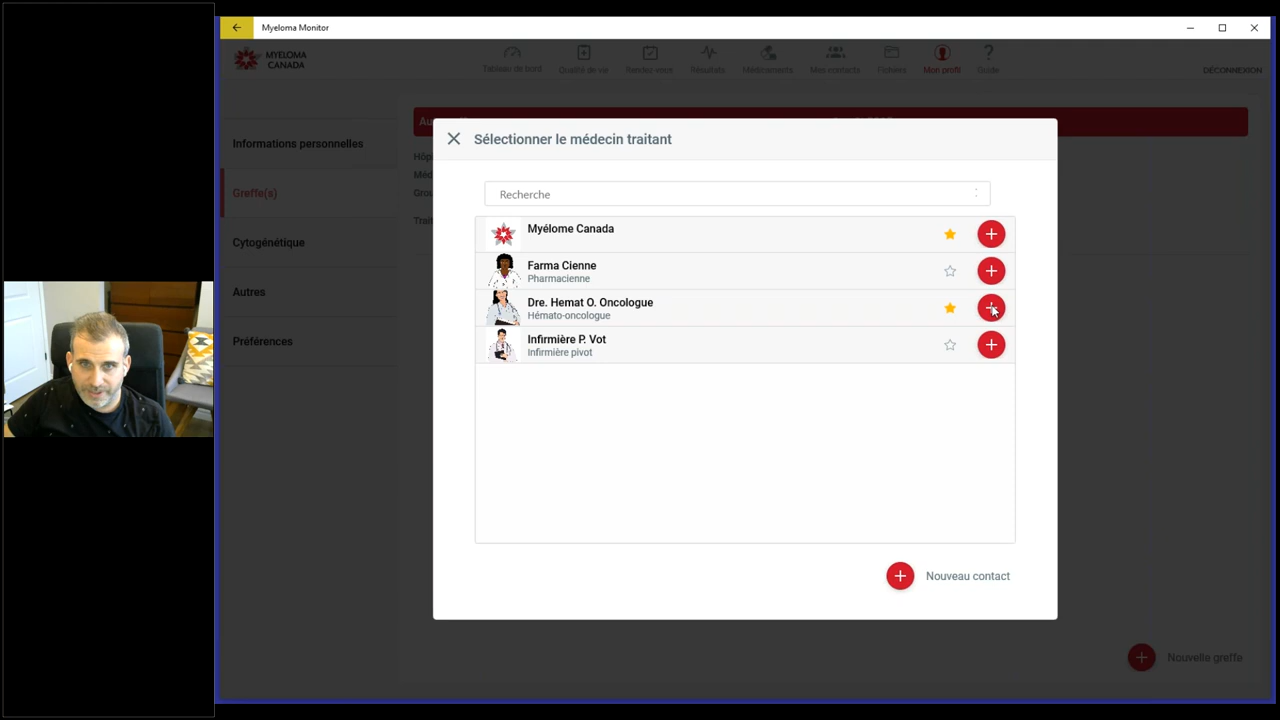 Myeloma Monitor
MYELOMA
CANADA
Tableau de bord
Qualité de vie
Rendez-vous
Résultats
Médicaments
Mes contacts
Fichiers
Mon profil
Guide
DÉCONNEXION
Informations personnelles
Greffe(s)
Cytogénétique
Autres
Préférences
Sélectionner le médecin traitant
Recherche
Myélome Canada
Farma Cienne
Pharmacienne
Dre. Hemat O. Oncologue
Hémato-oncologue
Infirmière P. Vot
Infirmière pivot
Nouveau contact
Nouvelle greffe